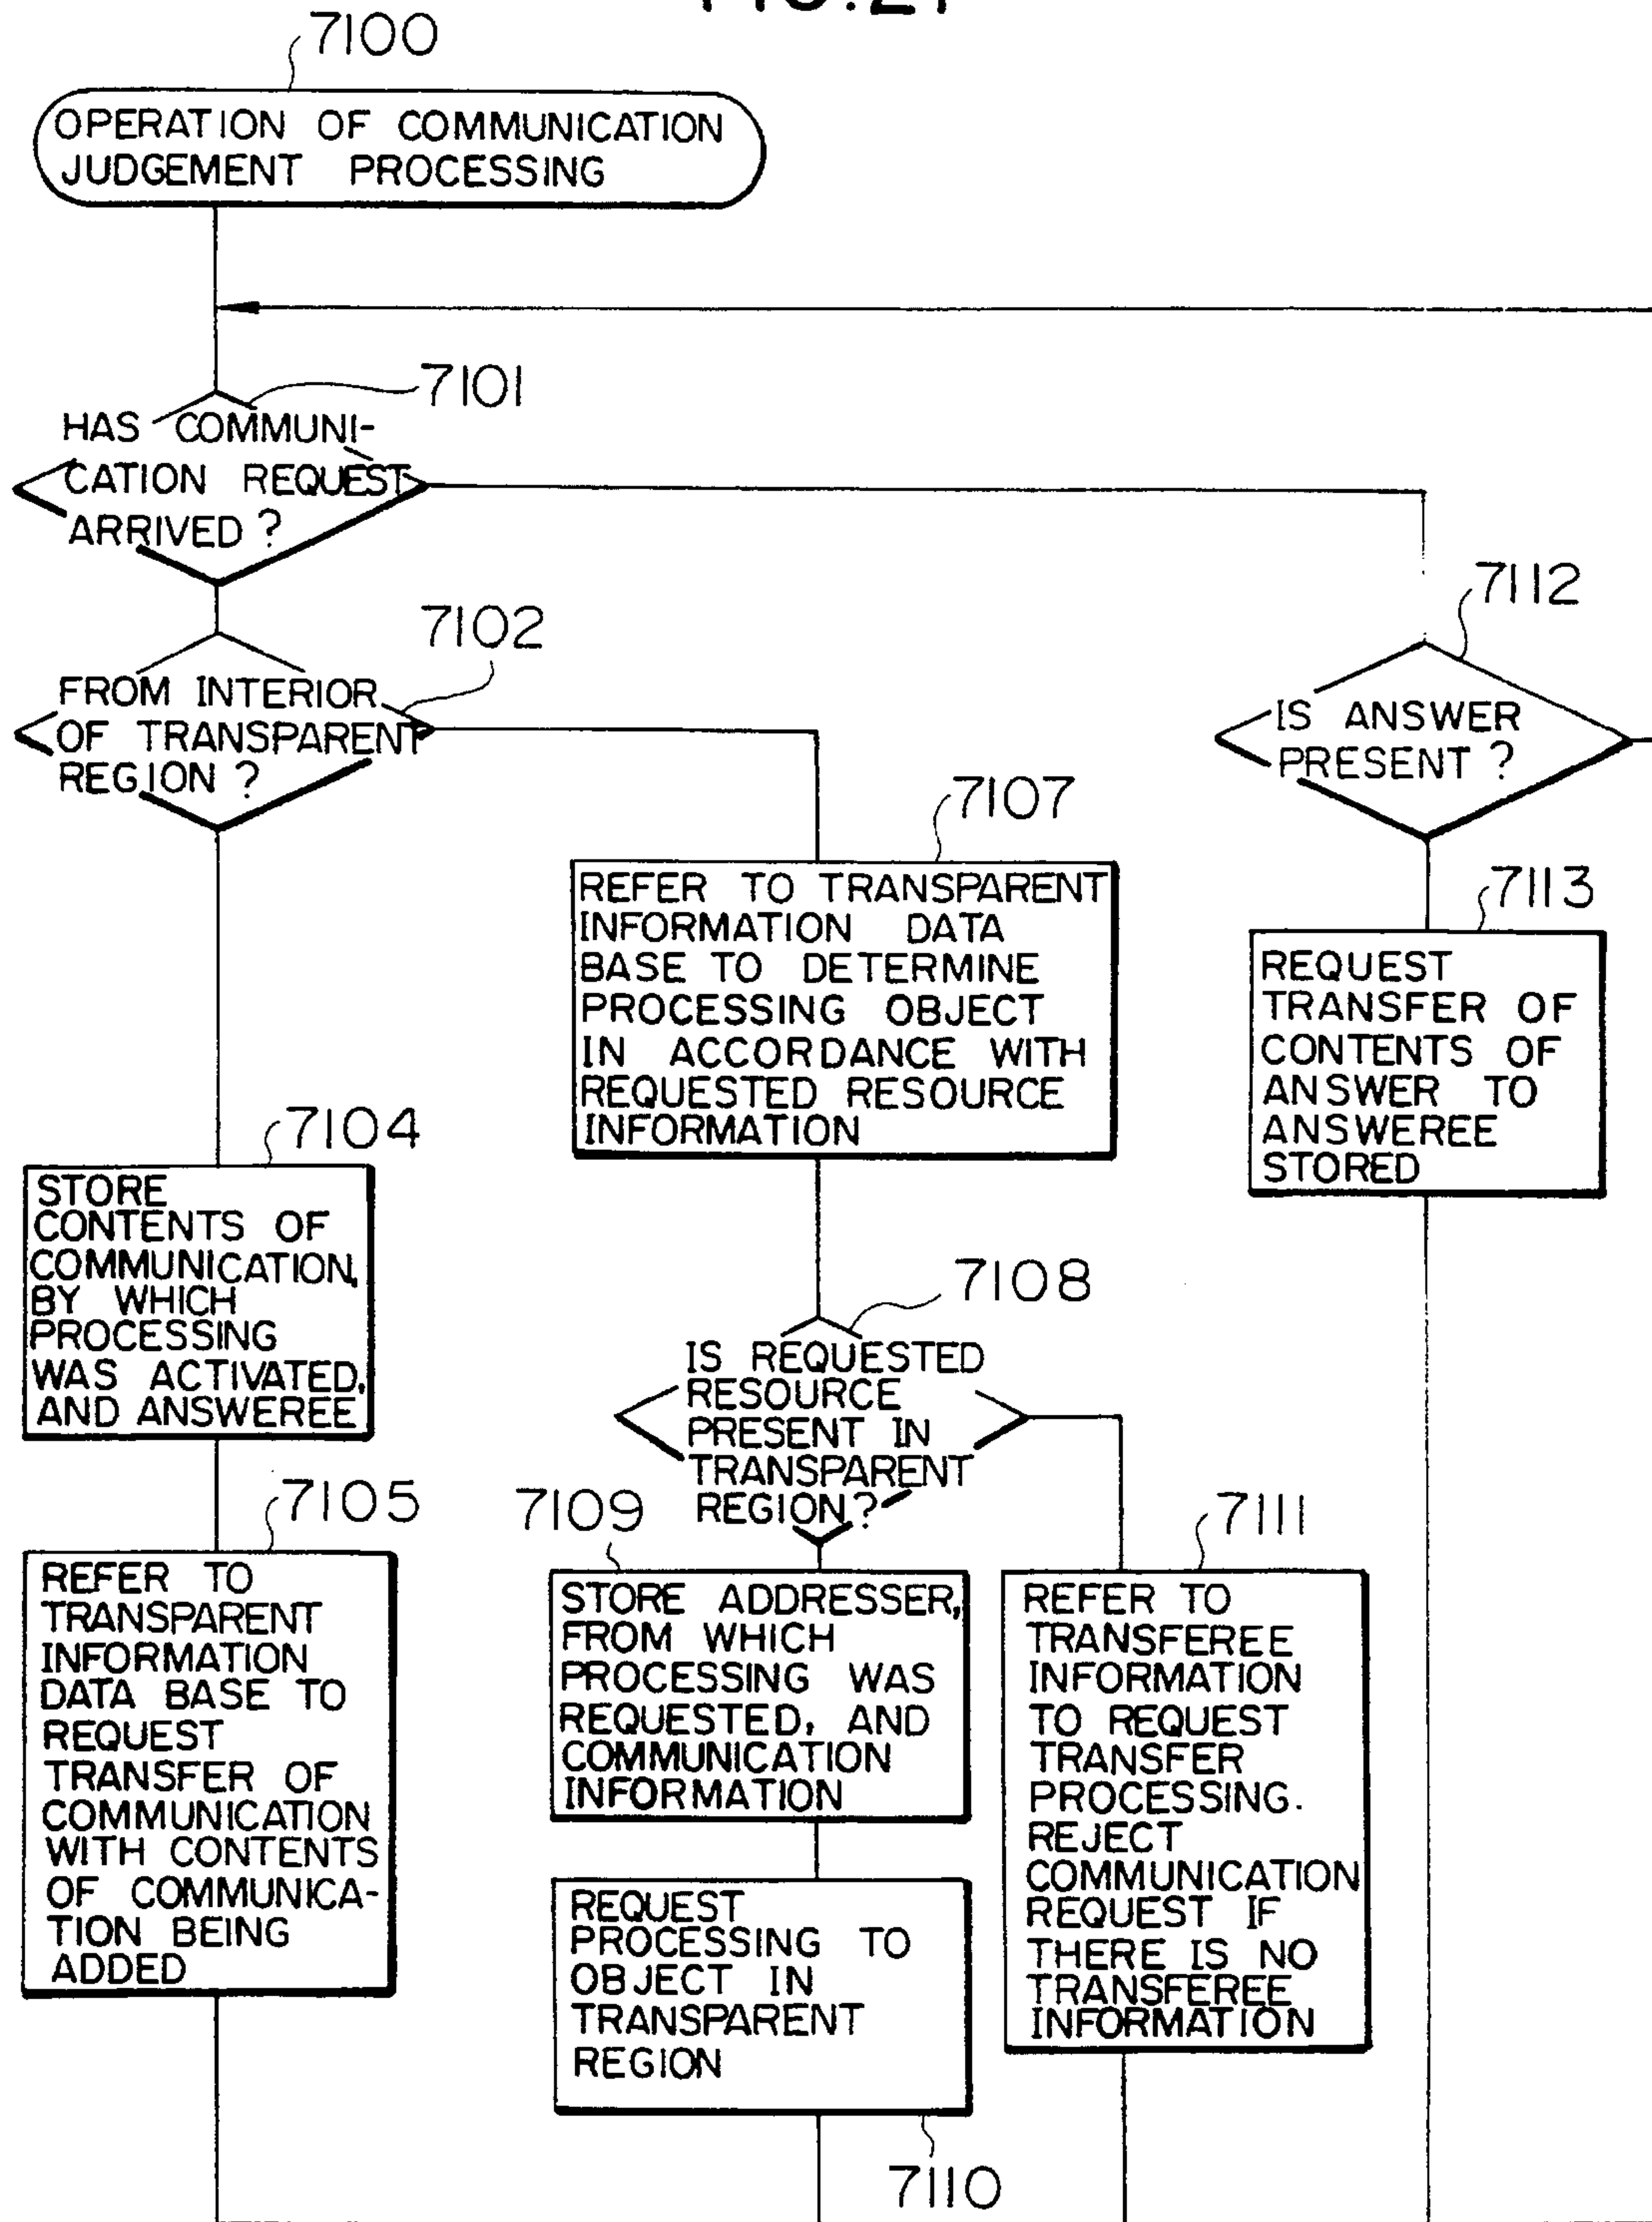 7100
OPERATION OF COMMUNICATION
JUDGEMENT PROCESSING
7101
HAS COMMUNI-
CATION REQUEST
ARRIVED ?
7102
FROM INTERIOR
OF TRANSPARENT
REGION ?
7112
IS ANSWER
PRESENT ?
7107
REFER TO TRANSPARENT
INFORMATION DATA
BASE TO DETERMINE
PROCESSING OBJECT
IN ACCORDANCE WITH
REQUESTED RESOURCE
INFORMATION
7113
REQUEST
TRANSFER OF
CONTENTS OF
ANSWER TO
ANSWEREE
STORED
7104
STORE
CONTENTS OF
COMMUNICATION,
BY WHICH
PROCESSING
WAS ACTIVATED,
AND ANSWEREE
7108
IS REQUESTED
RESOURCE
PRESENT IN
TRANSPARENT
REGION ?
7105
REFER TO
TRANSPARENT
INFORMATION
DATA BASE TO
REQUEST
TRANSFER OF
COMMUNICATION
WITH CONTENTS
OF COMMUNICA-
TION BEING
ADDED
7109
STORE ADDRESSER,
FROM WHICH
PROCESSING WAS
REQUESTED, AND
COMMUNICATION
INFORMATION
7111
REFER TO
TRANSFEREE
INFORMATION
TO REQUEST
TRANSFER
PROCESSING.
REJECT
COMMUNICATION
REQUEST IF
THERE IS NO
TRANSFEREE
INFORMATION
REQUEST
PROCESSING TO
OBJECT IN
TRANSPARENT
REGION
7110